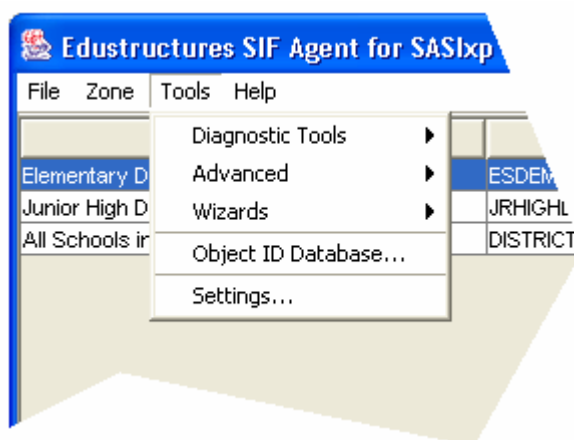 Edustructures SIF Agent for SASIxp
File Zone Tools Help
Diagnostic Tools
Advanced
Elementary D ESDEM
Wizards
Junior High D JRHIGHL
All Schools in DISTRICT
Object ID Database...
Settings...